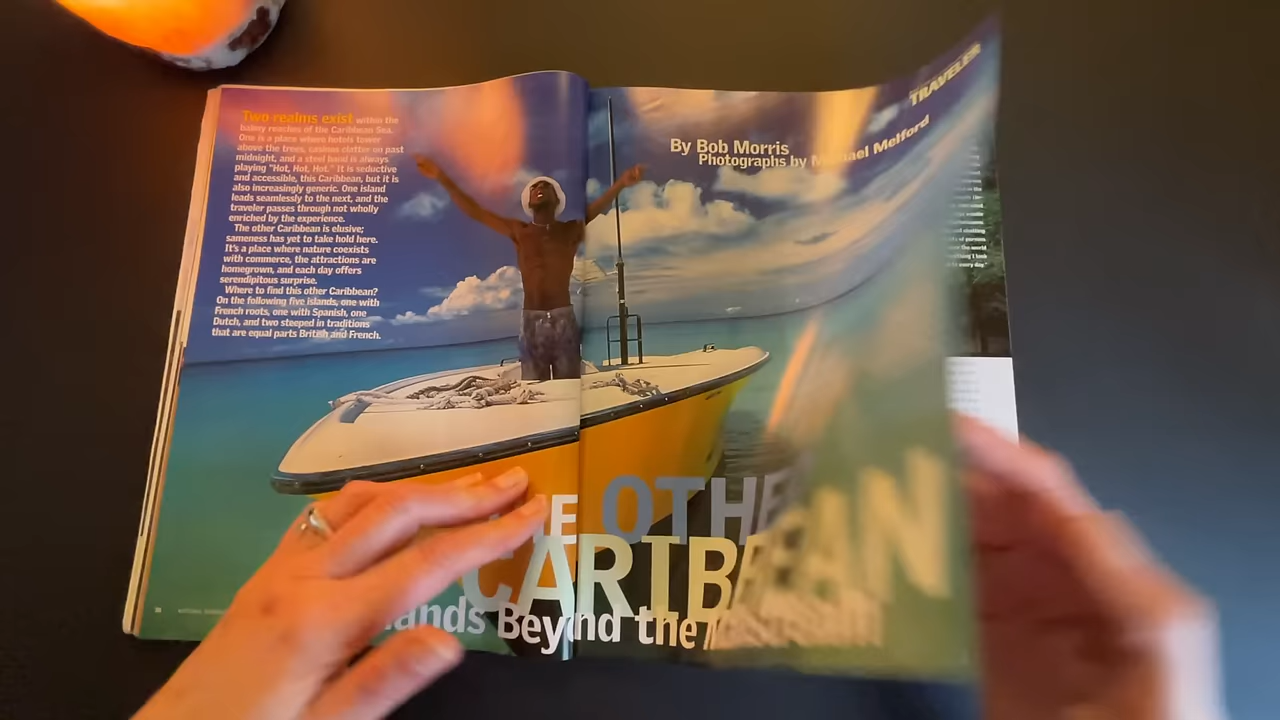 Two realms exist within the
balmy reaches of the Caribbean Sea.
One is a place where hotels tower
above the trees, casinos clatter on past
midnight, and a steel band is always
playing "Hot, Hot, Hot." It is seductive
and accessible, this Caribbean, but it is
also increasingly generic. One island
leads seamlessly to the next, and the
traveler passes through not wholly
enriched by the experience.
The other Caribbean is elusive;
sameness has yet to take hold here.
It's a place where nature coexists
with commerce, the attractions are
homegrown, and each day offers
serendipitous surprise.
Where to find this other Caribbean?
On the following five islands, one with
French roots, one with Spanish, one
Dutch, and two steeped in traditions
that are equal parts British and French.
TRAVELER
By Bob Morris
Photographs by Melford
OTHE
CARIBBEAN
Beyond the